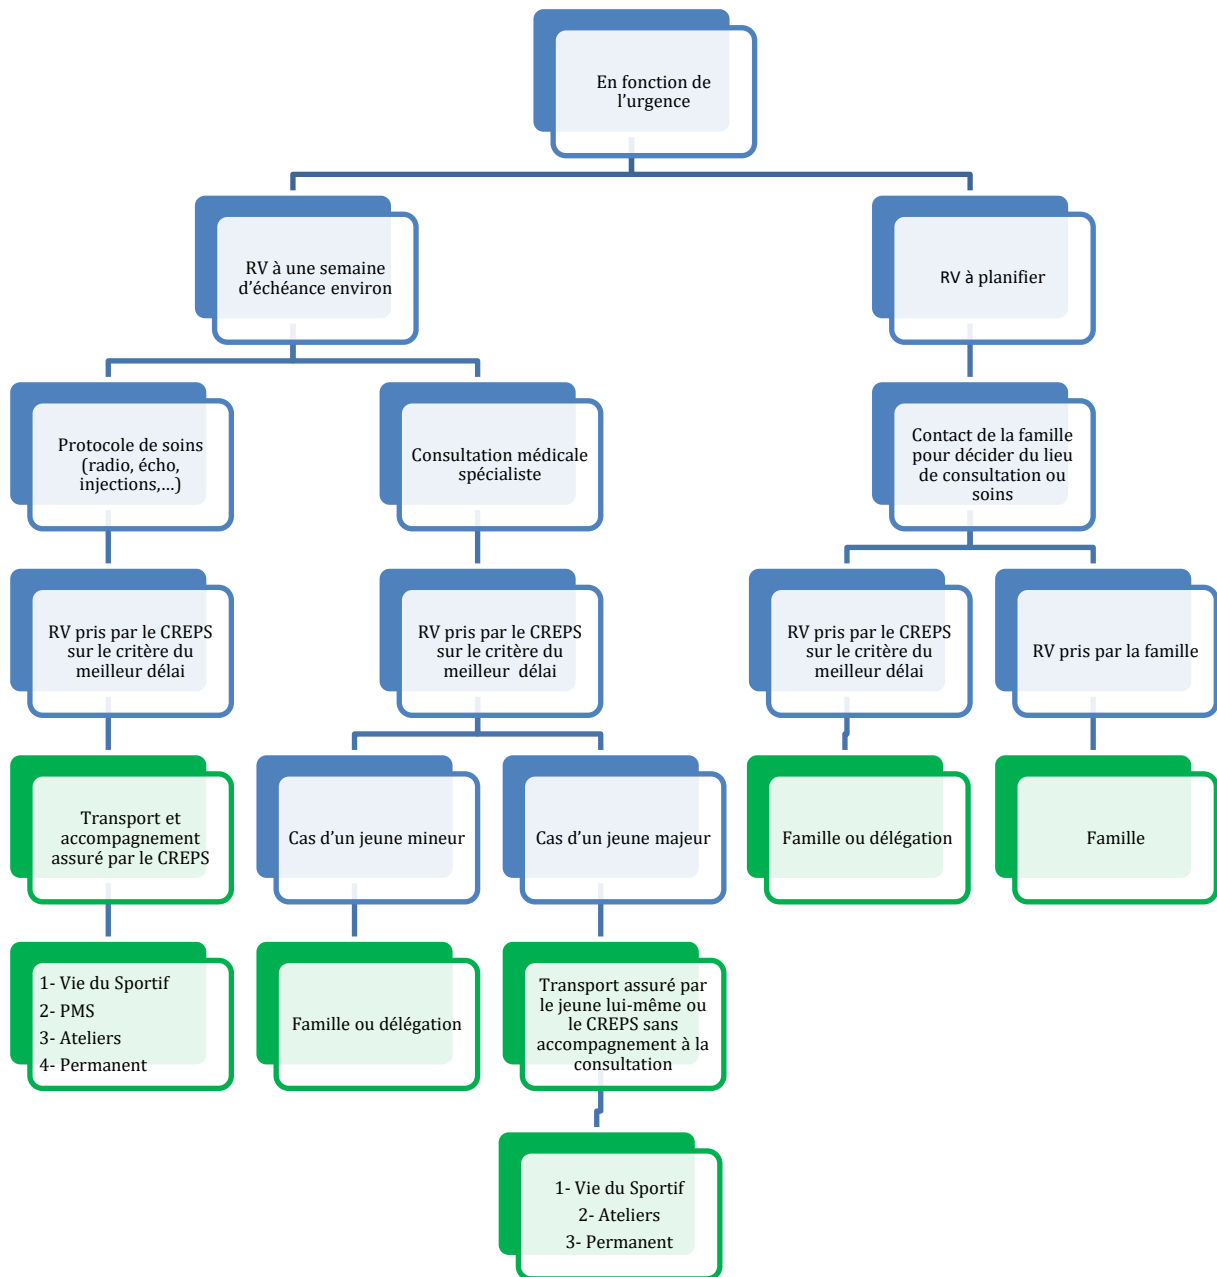 En fonction de
l’urgence
RV à une semaine
d’échéance environ
RV à planifier
Protocole de soins
(radio, écho,
injections,…)
Consultation médicale
spécialiste
Contact de la famille
pour décider du lieu
de consultation ou
soins
RV pris par le CREPS
sur le critère du
meilleur délai
RV pris par le CREPS
sur le critère du
meilleur  délai
RV pris par le CREPS
sur le critère du
meilleur délai
RV pris par la famille
Transport et
accompagnement
assuré par le CREPS
Cas d’un jeune mineur
Cas d’un jeune majeur
Famille ou délégation
Famille
1- Vie du Sportif
2- PMS
3- Ateliers
4- Permanent
Famille ou délégation
Transport assuré par
le jeune lui-même ou
le CREPS sans
accompagnement à la
consultation
1- Vie du Sportif
2- Ateliers
3- Permanent